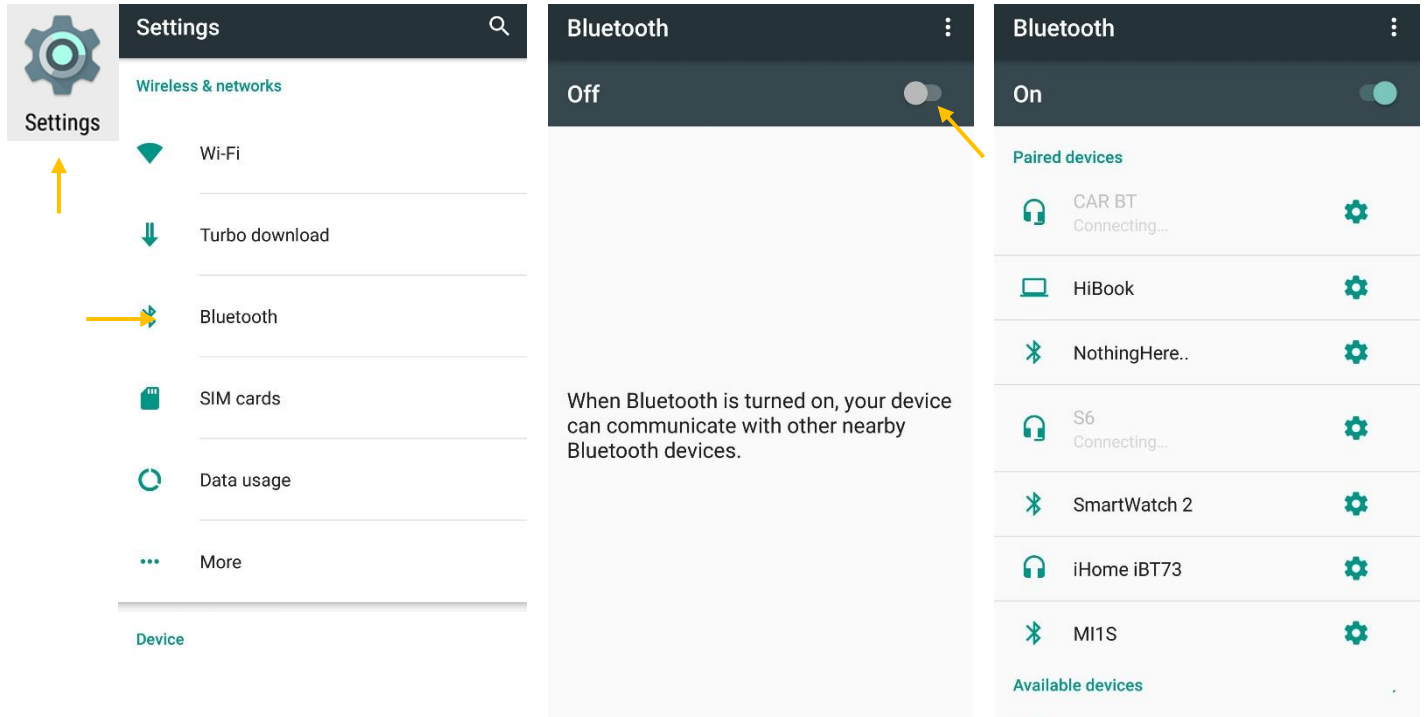 Settings
Settings
Wireless & networks
Wi-Fi
Turbo download
Bluetooth
SIM cards
Data usage
More
Device
Bluetooth
Off
When Bluetooth is turned on, your device
can communicate with other nearby
Bluetooth devices.
Bluetooth
On
Paired devices
CAR BT
Connecting...
HiBook
NothingHere..
S6
Connecting...
SmartWatch 2
iHome iBT73
MI1S
Available devices